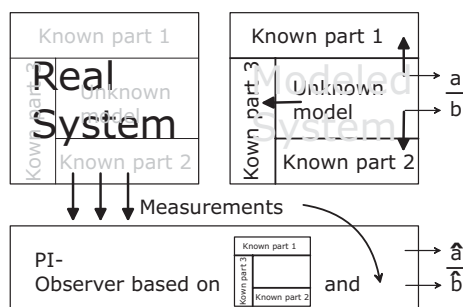 Known part 1
Kown part 3
Real
System
Unknown
model
Known part 2
Known part 1
Kown part 3
Modeled
System
Unknown
model
Known part 2
a
b
Measurements
PI-
Observer based on
Known part 1
Kown part 3
Known part 2
and
â
b̂